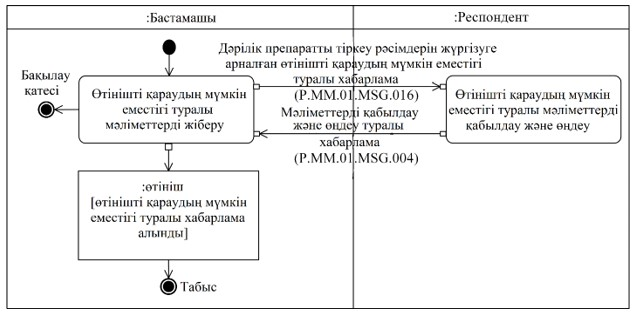 :Бастамашы
:Респондент
Дәрілік препаратты тіркеу рәсімдерін жүргізуге
арналған өтінішті қараудың мүмкін еместігі
туралы хабарлама
(P.MM.01.MSG.016)
Бақылау
қатесі
Өтінішті қараудың мүмкін
еместігі туралы
мәліметтерді жіберу
Мәліметтерді қабылдау
және өңдеу туралы
хабарлама
(P.MM.01.MSG.004)
Өтінішті қараудың мүмкін
еместігі туралы мәліметтерді
қабылдау және өңдеу
:өтініш
[өтінішті қараудың мүмкін
еместігі туралы хабарлама
алынды]
Табыс